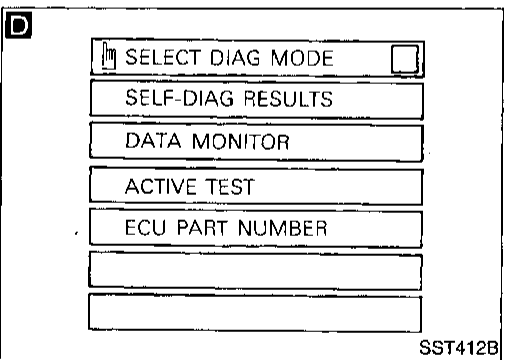 D
SELECT DIAG MODE
SELF-DIAG RESULTS
DATA MONITOR
ACTIVE TEST
ECU PART NUMBER
SST412B